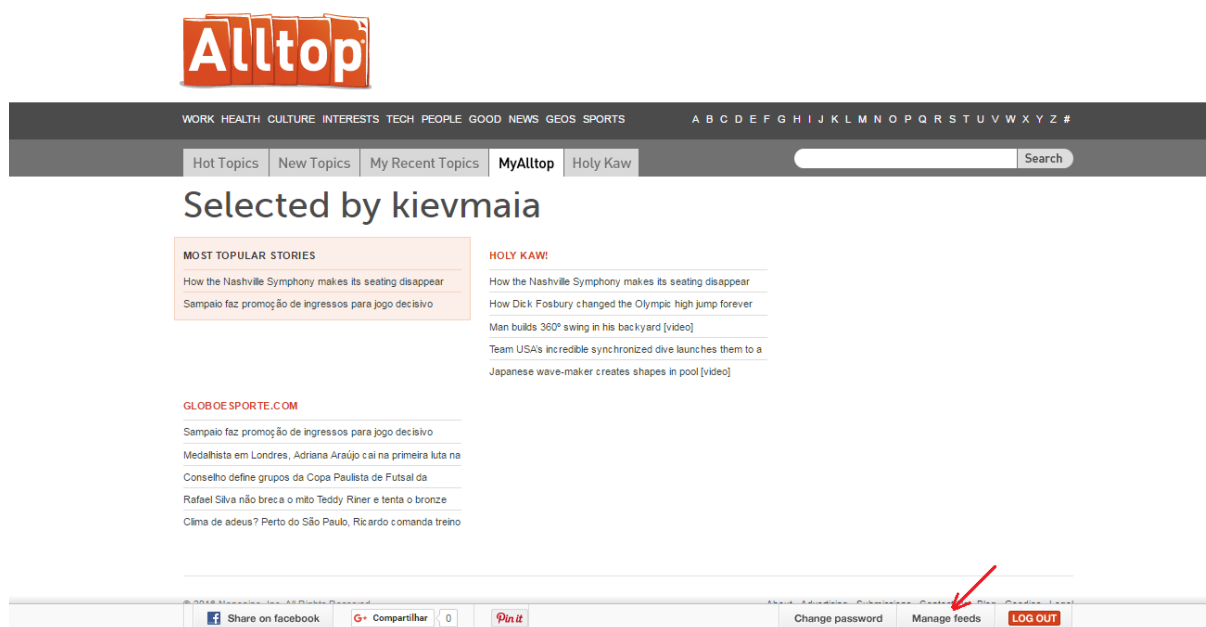 Alltop
WORK HEALTH CULTURE INTERESTS TECH PEOPLE GOOD NEWS GEOS SPORTS A B C D E F G H I J K L M N O P Q R S T U V W X Y Z #
Hot Topics New Topics My Recent Topics MyAlltop Holy Kaw Search
Selected by kievmaia
MOST TOPULAR STORIES
How the Nashville Symphony makes its seating disappear
Sampaio faz promoção de ingressos para jogo decisivo
HOLY KAW!
How the Nashville Symphony makes its seating disappear
How Dick Fosbury changed the Olympic high jump forever
Man builds 360º swing in his backyard [video]
Team USA's incredible synchronized dive launches them to a
Japanese wave-maker creates shapes in pool [video]
GLOBOESPORTE.COM
Sampaio faz promoção de ingressos para jogo decisivo
Medalhista em Londres, Adriana Araújo cai na primeira luta na
Conselho define grupos da Copa Paulista de Futsal da
Rafael Silva não breca o mito Teddy Riner e tenta o bronze
Clima de adeus? Perto do São Paulo, Ricardo comanda treino
Share on facebook G+ Compartilhar 0 Pin it Change password Manage feeds LOG OUT